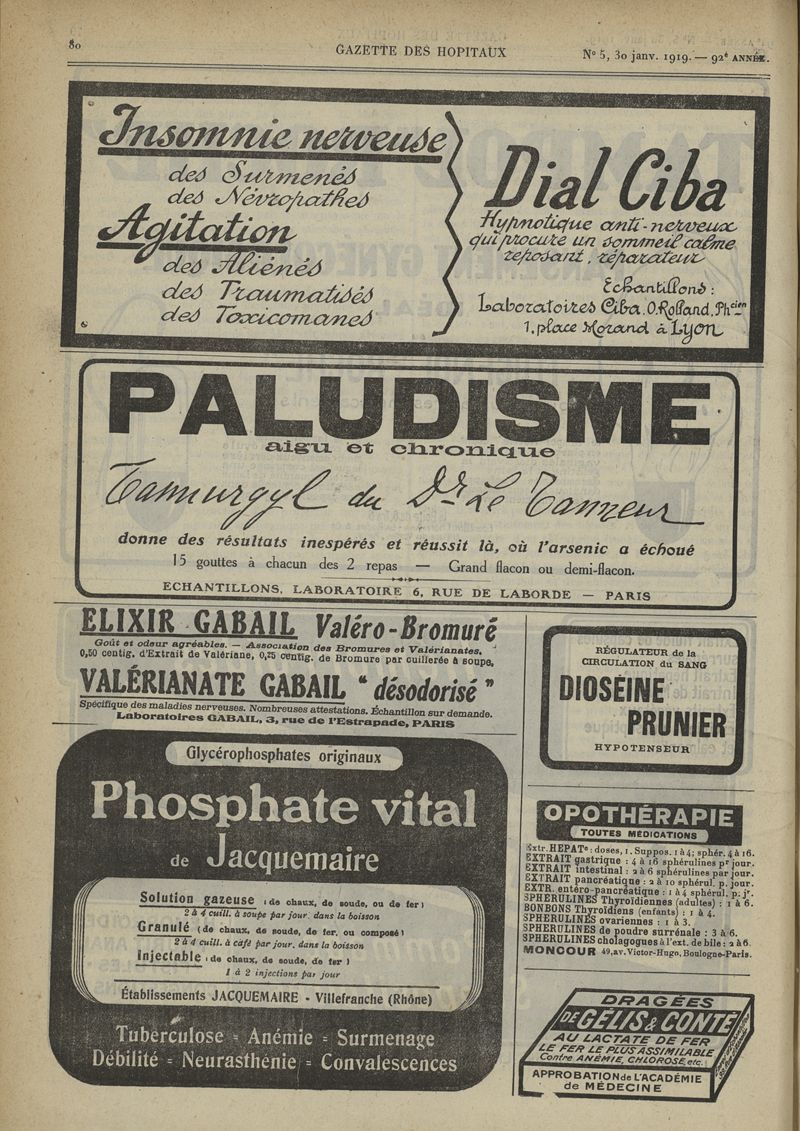 80
GAZETTE DES HOPITAUX
Nº 5, 30 janv. 1919. — 92e ANNÉE.
Insomnie nerveuse
des Surmenés
des Névropathes
Agitation
des Aliénés
des Traumatisés
des Toxicomanes
Dial Ciba
Hypnotique anti-nerveux
qui procure un sommeil calme
reposant, réparateur
Echantillons :
Laboratoires Ciba. O. Rolland. Phcien
1, place Morand à Lyon
PALUDISME
aigu et chronique
Tanurgyl du Dr Le Tanneur
donne des résultats inespérés et réussit là, où l'arsenic a échoué
15 gouttes à chacun des 2 repas — Grand flacon ou demi-flacon.
ECHANTILLONS, LABORATOIRE 6, RUE DE LABORDE — PARIS
ELIXIR GABAIL Valéro-Bromuré
Goût et odeur agréables. — Association des Bromures et Valérianates.
0,50 centig. d'Extrait de Valériane, 0,25 centig. de Bromure par cuillerée à soupe,
VALÉRIANATE GABAIL "désodorisé"
Spécifique des maladies nerveuses. Nombreuses attestations. Échantillon sur demande.
Laboratoires GABAIL, 3, rue de l'Estrapade, PARIS
Glycérophosphates originaux
Phosphate vital
de Jacquemaire
Solution gazeuse (de chaux, de soude, ou de fer)
2 à 4 cuill. à soupe par jour. dans la boisson
Granulé (de chaux, de soude, de fer, ou composé)
2 à 4 cuill. à café par jour. dans la boisson
Injectable (de chaux, de soude, de fer)
1 à 2 injections par jour
Établissements JACQUEMAIRE - Villefranche (Rhône)
Tuberculose = Anémie = Surmenage
Débilité = Neurasthénie = Convalescences
RÉGULATEUR de la
CIRCULATION du SANG
DIOSÉINE
PRUNIER
HYPOTENSEUR
OPOTHÉRAPIE
TOUTES MÉDICATIONS
Extr. HEPATe : doses, 1. Suppos. 1 à 4; sphér. 4 à 16.
EXTRAIT gastrique : 4 à 16 sphérulines pr jour.
EXTRAIT intestinal : 2 à 6 sphérulines par jour.
EXTRAIT pancréatique : 2 à 10 sphérul. p. jour.
EXTR. entéro-pancréatique : 1 à 4 sphérul. p. jr.
SPHERULINES Thyroïdiennes (adultes) : 1 à 6.
BONBONS Thyroïdiens (enfants) : 1 à 4.
SPHERULINES ovariennes : 1 à 3.
SPHERULINES de poudre surrénale : 3 à 6.
SPHERULINES cholagogues à l'ext. de bile : 2 à 6
MONCOUR 49, av. Victor-Hugo, Boulogne-Paris.
DRAGÉES
DE GÉLIS & CONTÉ
AU LACTATE DE FER
LE FER LE PLUS ASSIMILABLE
Contre ANÉMIE, CHLOROSE, etc.
APPROBATION de L'ACADÉMIE
de MÉDECINE